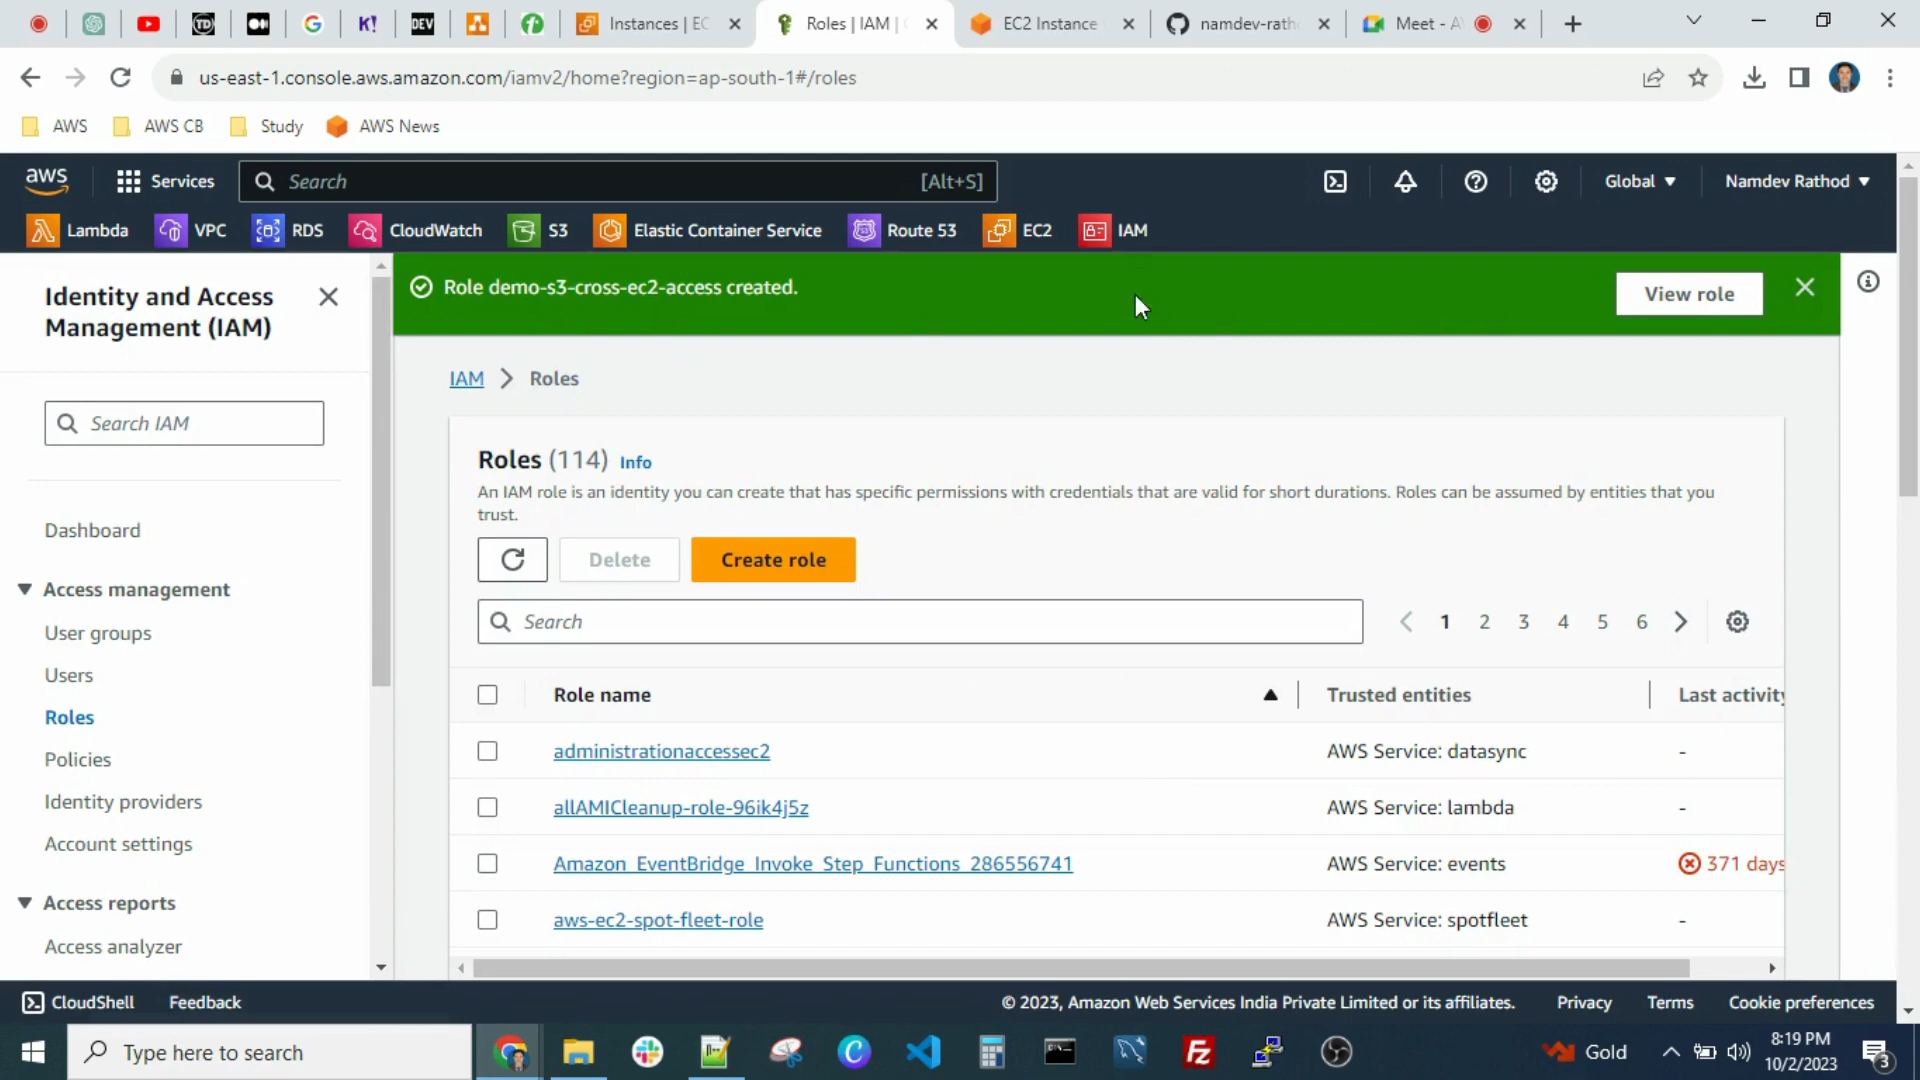 Instances | EC
Roles | IAM |
EC2 Instance
namdev-rath
Meet - A
us-east-1.console.aws.amazon.com/iamv2/home?region=ap-south-1#/roles
AWS
AWS CB
Study
AWS News
aws
Services
Search
[Alt+S]
Global
Namdev Rathod
Lambda
VPC
RDS
CloudWatch
S3
Elastic Container Service
Route 53
EC2
IAM
Identity and Access
Management (IAM)
Search IAM
Dashboard
Access management
User groups
Users
Roles
Policies
Identity providers
Account settings
Access reports
Access analyzer
Role demo-s3-cross-ec2-access created.
View role
IAM > Roles
Roles (114) Info
An IAM role is an identity you can create that has specific permissions with credentials that are valid for short durations. Roles can be assumed by entities that you
trust.
Delete
Create role
Search
1 2 3 4 5 6
Role name
Trusted entities
Last activity
administrationaccessec2
AWS Service: datasync
-
allAMICleanup-role-96ik4j5z
AWS Service: lambda
-
Amazon_EventBridge_Invoke_Step_Functions_286556741
AWS Service: events
371 days
aws-ec2-spot-fleet-role
AWS Service: spotfleet
-
CloudShell
Feedback
© 2023, Amazon Web Services India Private Limited or its affiliates.
Privacy
Terms
Cookie preferences
Type here to search
Gold
8:19 PM
10/2/2023
3